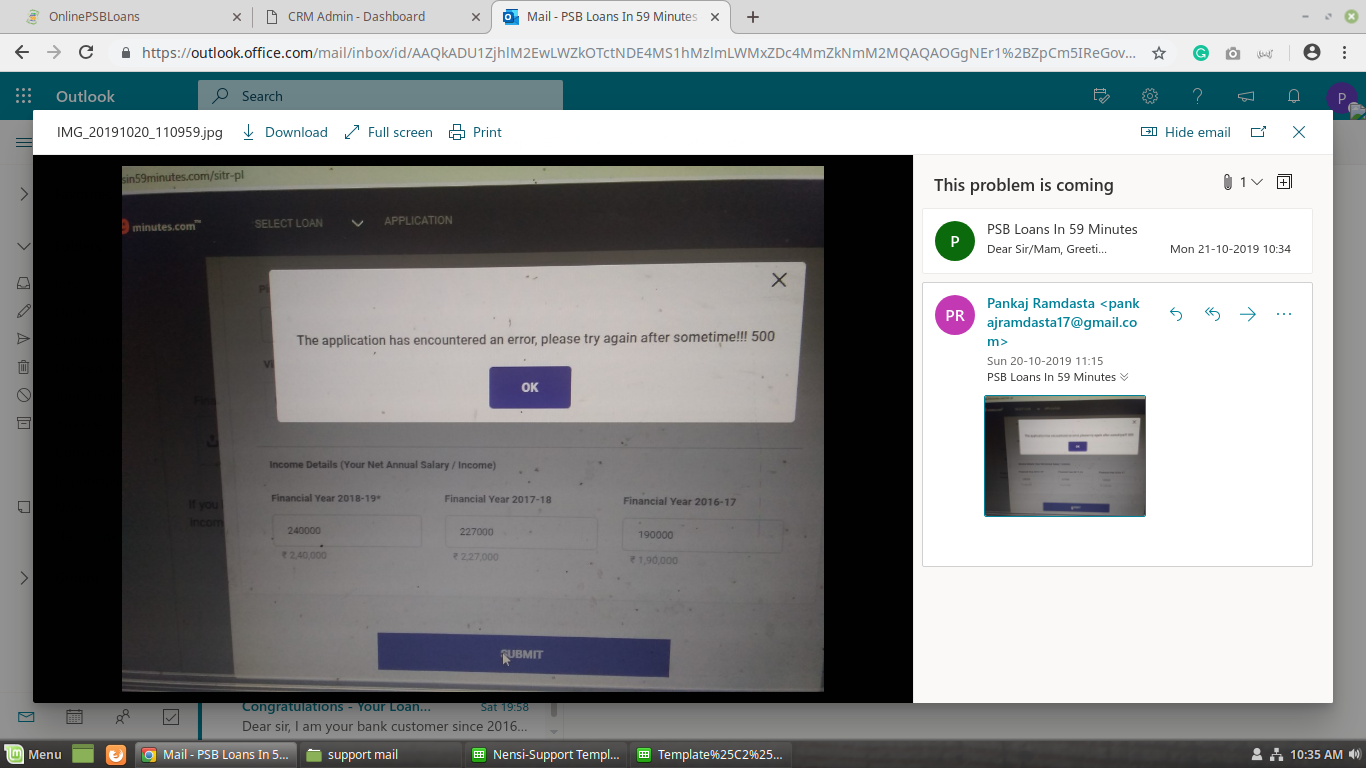 OnlinePSBLoans
CRM Admin - Dashboard
Mail - PSB Loans In 59 Minutes
https://outlook.office.com/mail/inbox/id/AAQkADU1ZjhlM2EwLWZkOTctNDE4MS1hMzlmLWMxZDc4MmZkNmM2MQAQAOGgNEr1%2BZpCm5IReGov...
Outlook
Search
P
IMG_20191020_110959.jpg
Download
Full screen
Print
Hide email
sin59minutes.com/sitr-pl
minutes.com™
SELECT LOAN
APPLICATION
The application has encountered an error, please try again after sometime!!! 500
OK
If you
Incom
Income Details (Your Net Annual Salary / Income)
Financial Year 2018-19*
Financial Year 2017-18
Financial Year 2016-17
240000
227000
190000
₹ 2,40,000
₹ 2,27,000
₹ 1,90,000
SUBMIT
This problem is coming
1
P
PSB Loans In 59 Minutes
Dear Sir/Mam, Greeti...
Mon 21-10-2019 10:34
PR
Pankaj Ramdasta <pank
ajramdasta17@gmail.co
m>
Sun 20-10-2019 11:15
PSB Loans In 59 Minutes
Congratulations - Your Loan...
Sat 19:58
Dear sir, I am your bank customer since 2016...
Menu
Mail - PSB Loans In 5...
support mail
Nensi-Support Templ...
Template%25C2%25...
10:35 AM